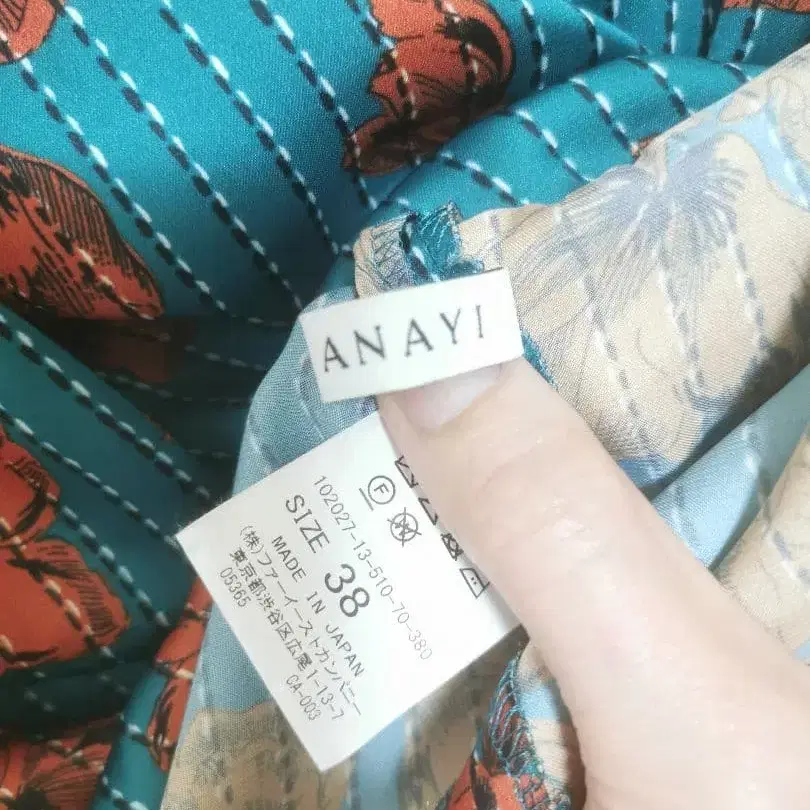 ANAYI
Ⓕ Ⓦ
102027-13-510-70-380
SIZE 38
MADE IN JAPAN
(株)ファーイーストカンパニー
東京都渋谷区広尾1-13-7
05365 CA-003